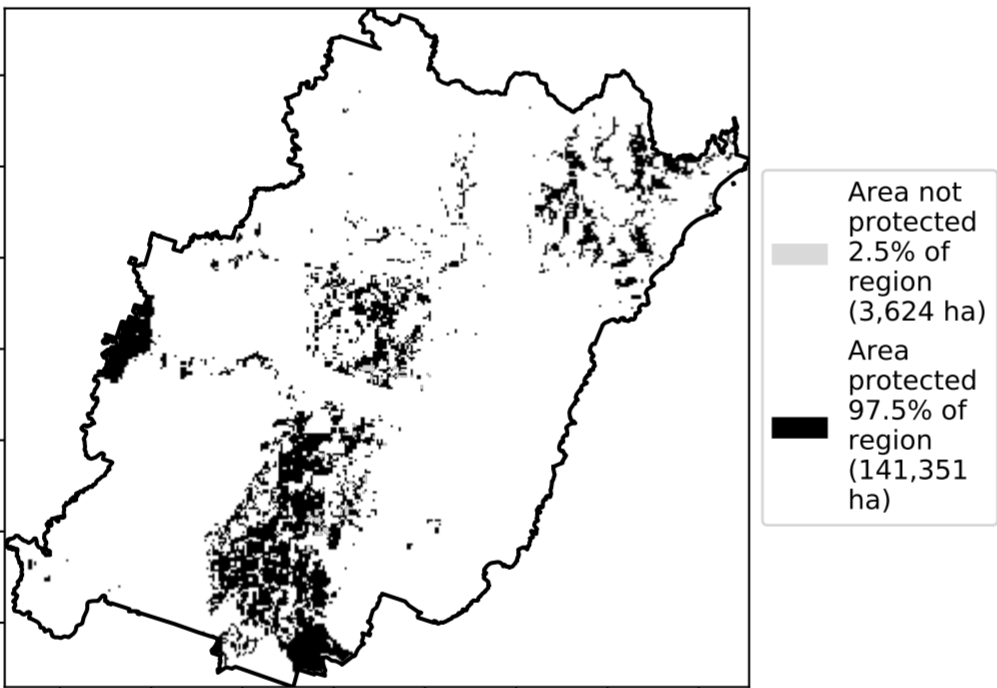 Area not
protected
2.5% of
region
(3,624 ha)
Area
protected
97.5% of
region
(141,351
ha)